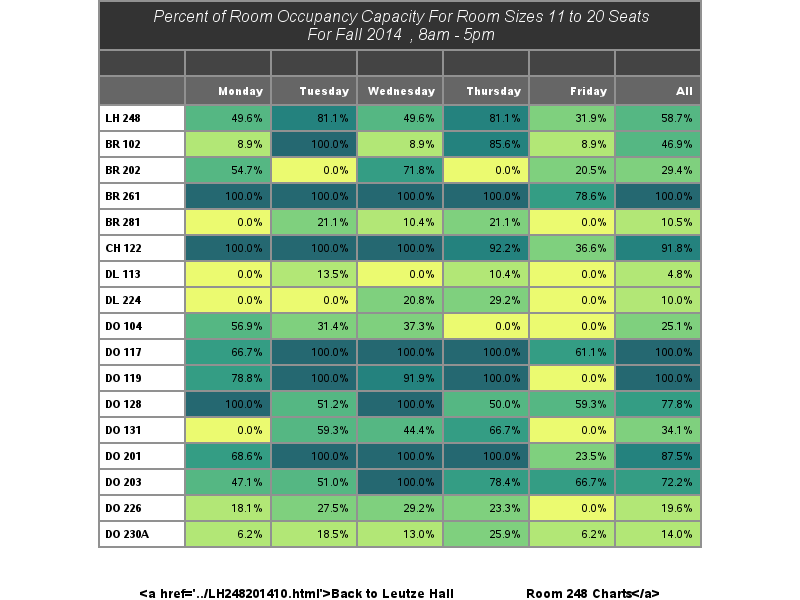 Percent of Room Occupancy Capacity For Room Sizes 11 to 20 Seats
For Fall 2014 , 8am - 5pm
Monday Tuesday Wednesday Thursday Friday All
LH 248 49.6% 81.1% 49.6% 81.1% 31.9% 58.7%
BR 102 8.9% 100.0% 8.9% 85.6% 8.9% 46.9%
BR 202 54.7% 0.0% 71.8% 0.0% 20.5% 29.4%
BR 261 100.0% 100.0% 100.0% 100.0% 78.6% 100.0%
BR 281 0.0% 21.1% 10.4% 21.1% 0.0% 10.5%
CH 122 100.0% 100.0% 100.0% 92.2% 36.6% 91.8%
DL 113 0.0% 13.5% 0.0% 10.4% 0.0% 4.8%
DL 224 0.0% 0.0% 20.8% 29.2% 0.0% 10.0%
DO 104 56.9% 31.4% 37.3% 0.0% 0.0% 25.1%
DO 117 66.7% 100.0% 100.0% 100.0% 61.1% 100.0%
DO 119 78.8% 100.0% 91.9% 100.0% 0.0% 100.0%
DO 128 100.0% 51.2% 100.0% 50.0% 59.3% 77.8%
DO 131 0.0% 59.3% 44.4% 66.7% 0.0% 34.1%
DO 201 68.6% 100.0% 100.0% 100.0% 23.5% 87.5%
DO 203 47.1% 51.0% 100.0% 78.4% 66.7% 72.2%
DO 226 18.1% 27.5% 29.2% 23.3% 0.0% 19.6%
DO 230A 6.2% 18.5% 13.0% 25.9% 6.2% 14.0%
<a href='../LH248201410.html'>Back to Leutze Hall Room 248 Charts</a>